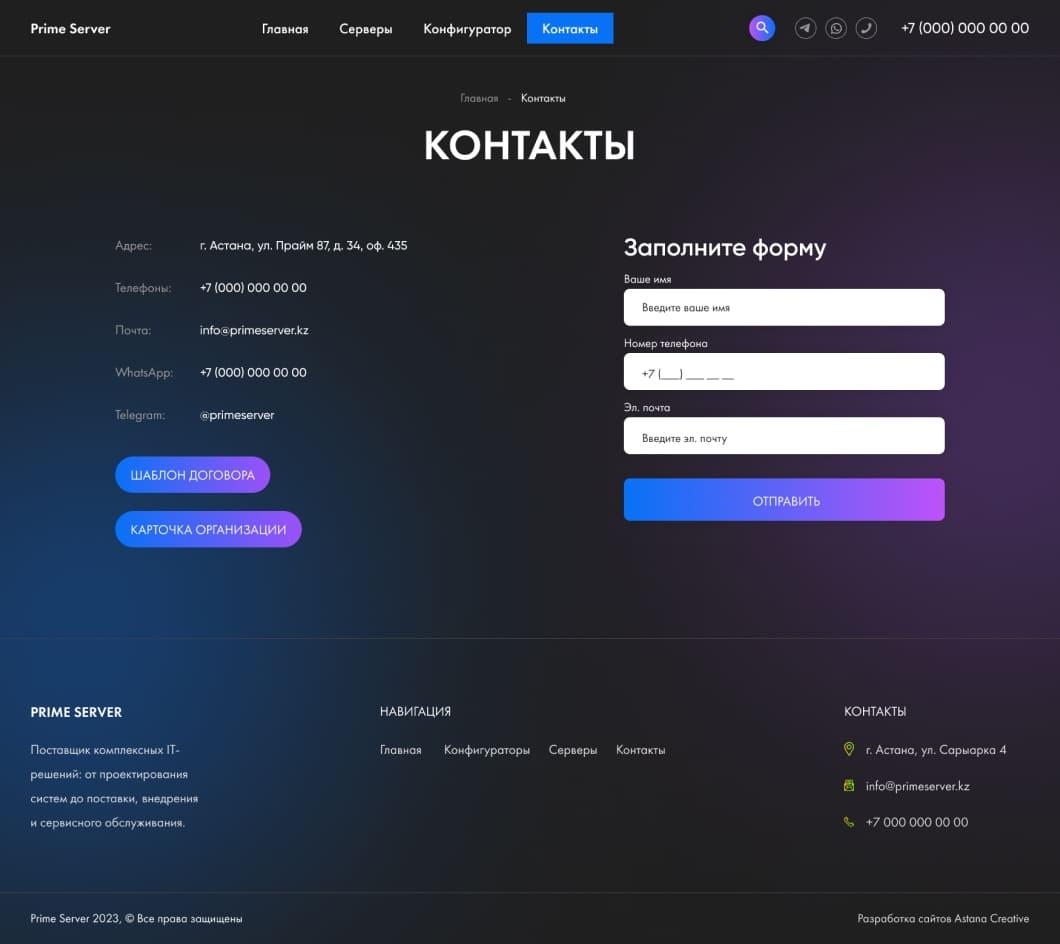 Prime Server
Главная
Серверы
Конфигуратор
Контакты
+7 (000) 000 00 00
Главная - Контакты
КОНТАКТЫ
Адрес: г. Астана, ул. Прайм 87, д. 34, оф. 435
Телефоны: +7 (000) 000 00 00
Почта: info@primeserver.kz
WhatsApp: +7 (000) 000 00 00
Telegram: @primeserver
ШАБЛОН ДОГОВОРА
КАРТОЧКА ОРГАНИЗАЦИИ
Заполните форму
Ваше имя
Введите ваше имя
Номер телефона
+7 (___) ___ __ __
Эл. почта
Введите эл. почту
ОТПРАВИТЬ
PRIME SERVER
Поставщик комплексных IT-
решений: от проектирования
систем до поставки, внедрения
и сервисного обслуживания.
НАВИГАЦИЯ
Главная
Конфигураторы
Серверы
Контакты
КОНТАКТЫ
г. Астана, ул. Сарыарка 4
info@primeserver.kz
+7 000 000 00 00
Prime Server 2023, © Все права защищены
Разработка сайтов Astana Creative